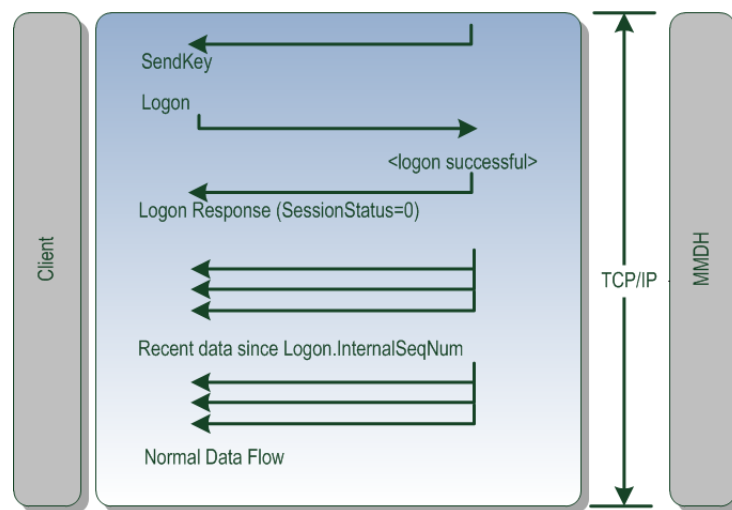 SendKey
Logon
<logon successful>
Logon Response (SessionStatus=0)
Client
TCP/IP
MMDH
Recent data since Logon.InternalSeqNum
Normal Data Flow